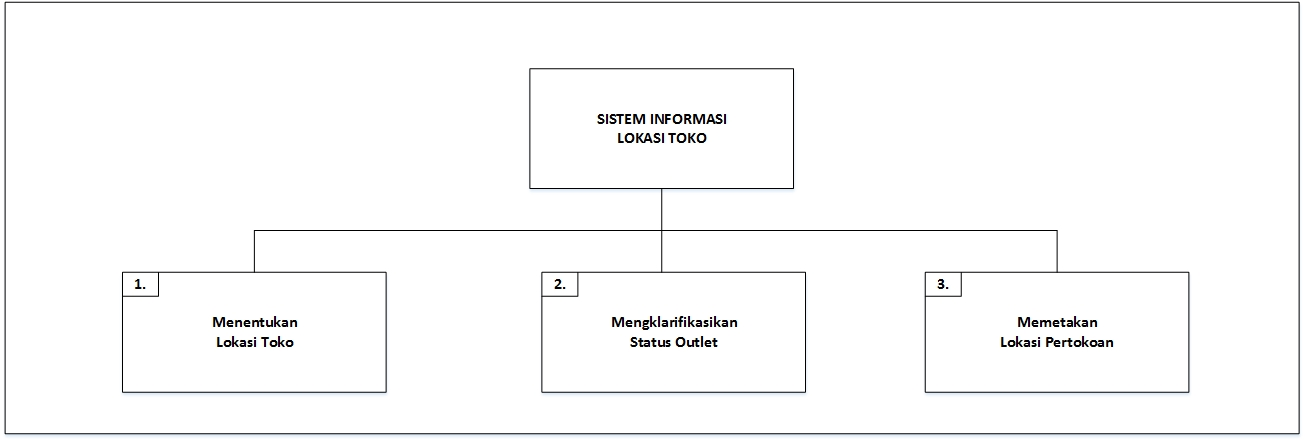 SISTEM INFORMASI
LOKASI TOKO
1.
Menentukan
Lokasi Toko
2.
Mengklarifikasikan
Status Outlet
3.
Memetakan
Lokasi Pertokoan